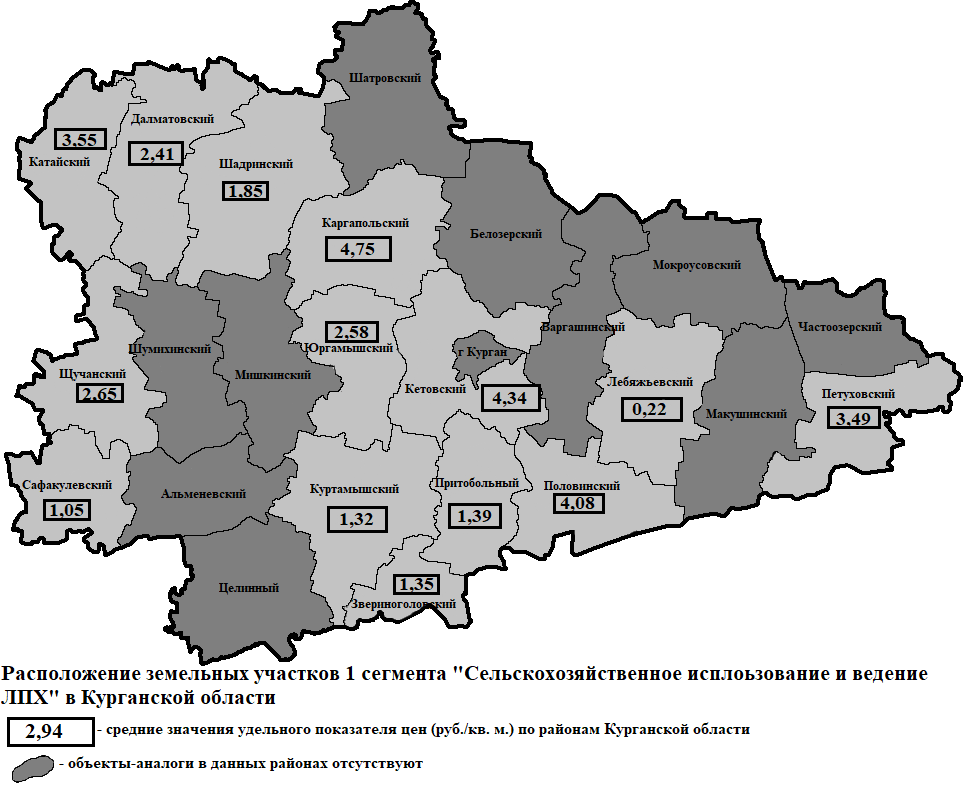 Шатровский
Далматовский
3,55
2,41
Катайский
Шадринский
1,85
Каргапольский
4,75
Белозерский
Мокроусовский
Частоозерский
Варгашинский
2,58
Юргамышский
Шумихинский
г Курган
Мишкинский
Щучанский
2,65
Кетовский
4,34
Лебяжьевский
0,22
Макушинский
Петуховский
3,49
Сафакулевский
1,05
Альменевский
Куртамышский
1,32
Притобольный
1,39
Половинский
4,08
Целинный
1,35
Звериноголовский
Расположение земельных участков 1 сегмента "Сельскохозяйственное исплоьзование и ведение
ЛПХ" в Курганской области
2,94 - средние значения удельного показателя цен (руб./кв. м.) по районам Курганской области
- объекты-аналоги в данных районах отсутствуют